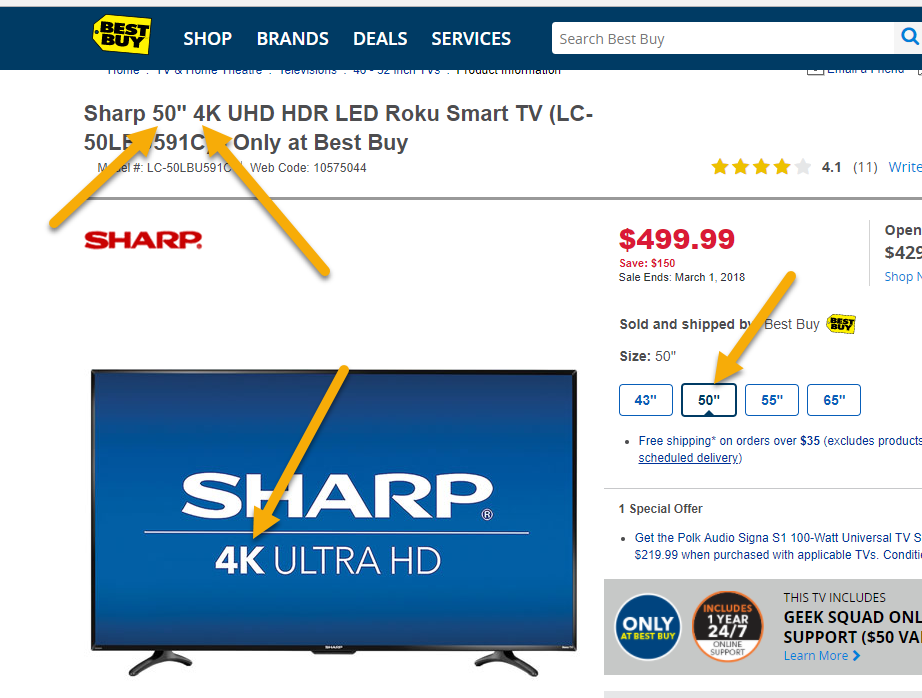 BEST BUY
SHOP BRANDS DEALS SERVICES Search Best Buy
Home TV & Home Theatre Televisions 40 - 52 Inch TVs Product Information Email a Friend
Sharp 50" 4K UHD HDR LED Roku Smart TV (LC-
591C) Only at Best Buy
Model #: LC-50LBU591C Web Code: 10575044
4.1 (11) Write
SHARP
$499.99
Save: $150
Sale Ends: March 1, 2018
Open
$429
Shop N
Sold and shipped by Best Buy BEST BUY
Size: 50"
43" 50" 55" 65"
Free shipping* on orders over $35 (excludes products
scheduled delivery)
SHARP®
4K ULTRA HD
SHARP
1 Special Offer
Get the Polk Audio Signa S1 100-Watt Universal TV S
$219.99 when purchased with applicable TVs. Conditi
ONLY
AT BEST BUY
INCLUDES
1 YEAR
24/7
ONLINE
SUPPORT
THIS TV INCLUDES
GEEK SQUAD ONL
SUPPORT ($50 VA
Learn More